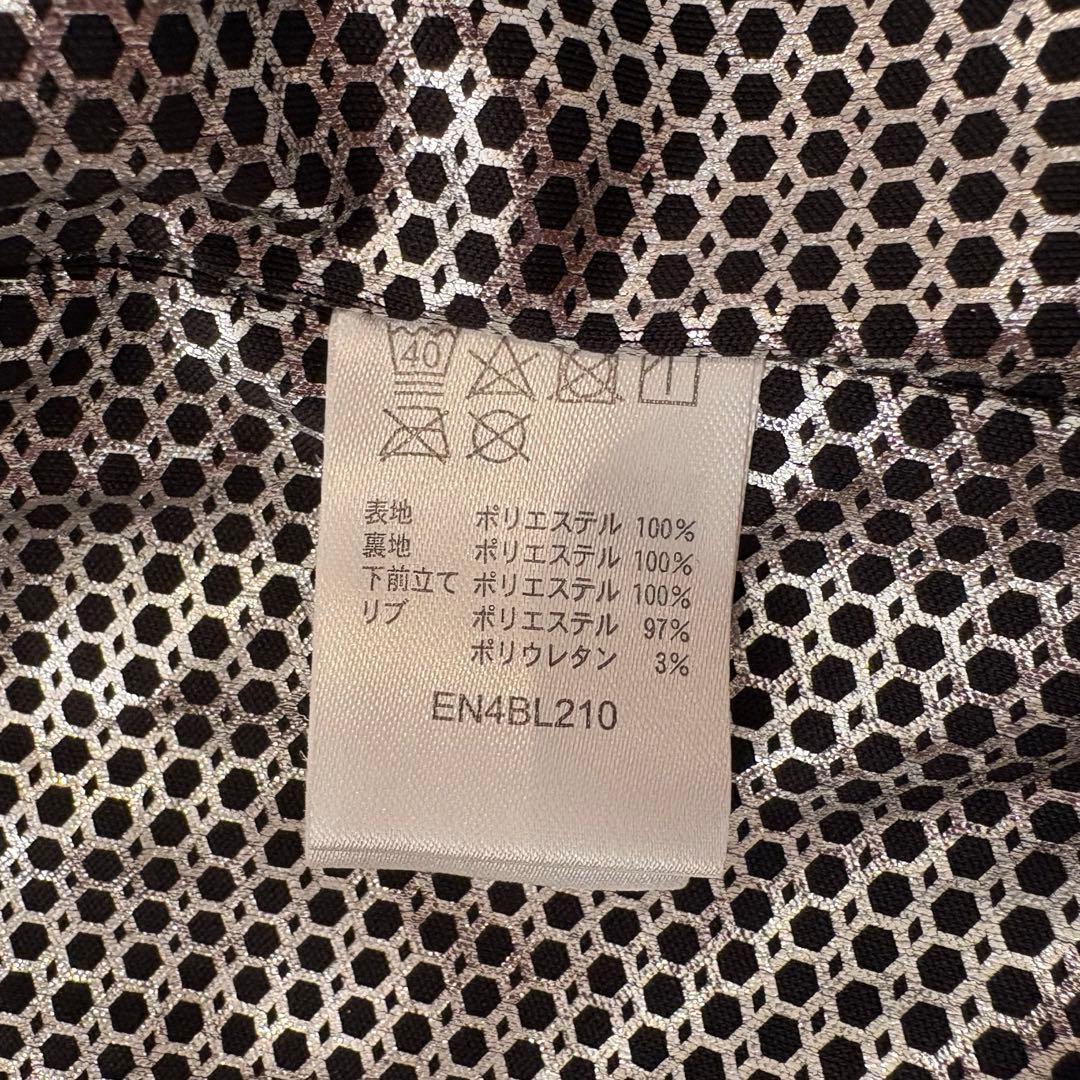 40
表地 ポリエステル 100%
裏地 ポリエステル 100%
下前立て ポリエステル 100%
リブ ポリエステル 97%
ポリウレタン 3%
EN4BL210